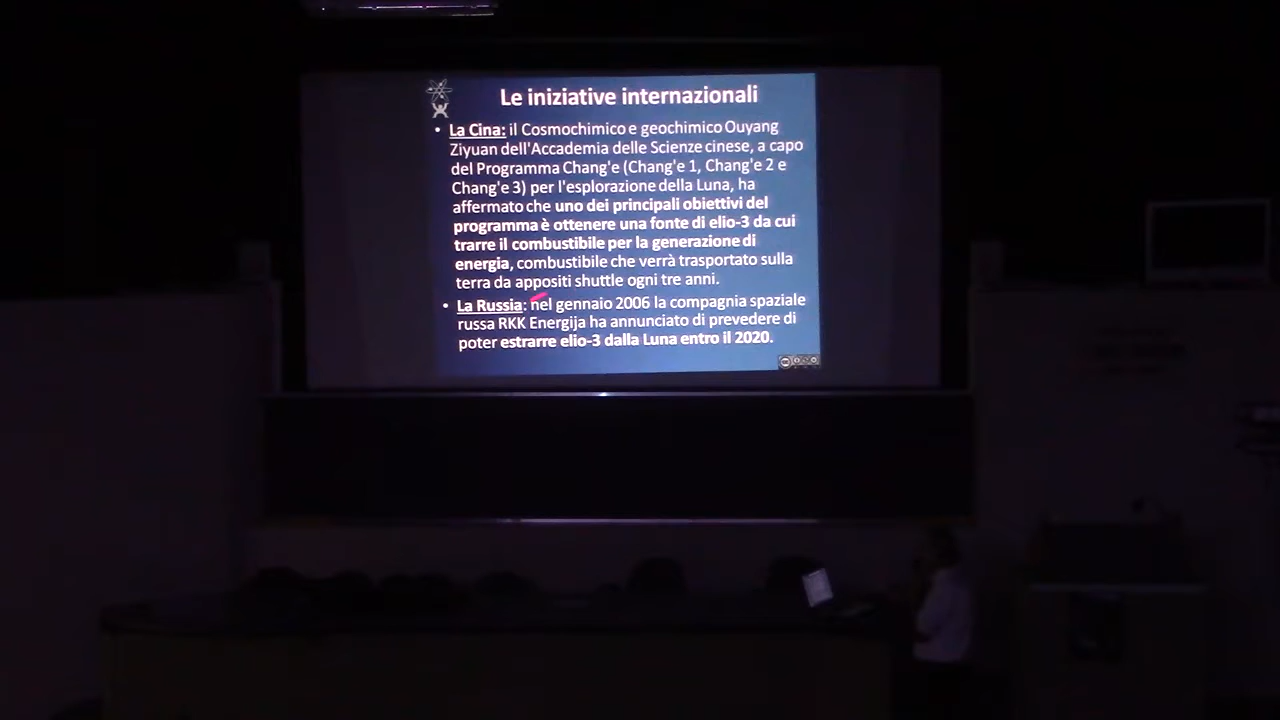 Le iniziative internazionali
• La Cina: il Cosmochimico e geochimico Ouyang
Ziyuan dell'Accademia delle Scienze cinese, a capo
del Programma Chang'e (Chang'e 1, Chang'e 2 e
Chang'e 3) per l'esplorazione della Luna, ha
affermato che uno dei principali obiettivi del
programma è ottenere una fonte di elio-3 da cui
trarre il combustibile per la generazione di
energia, combustibile che verrà trasportato sulla
terra da appositi shuttle ogni tre anni.
• La Russia: nel gennaio 2006 la compagnia spaziale
russa RKK Energija ha annunciato di prevedere di
poter estrarre elio-3 dalla Luna entro il 2020.